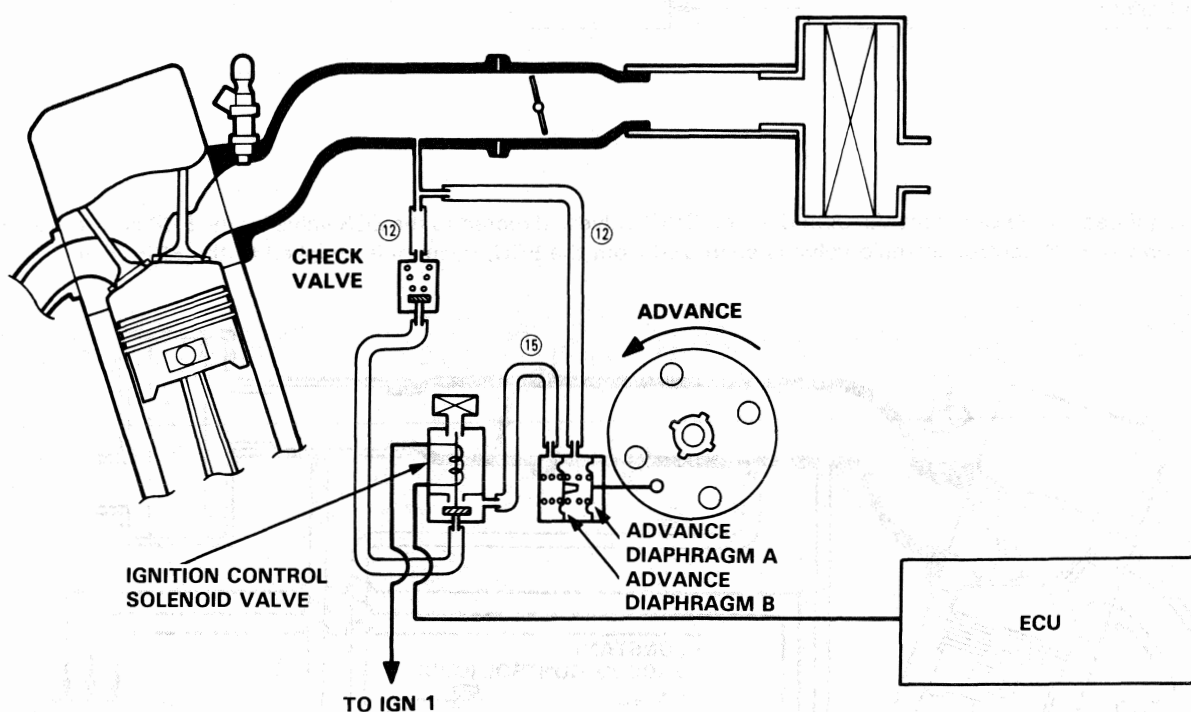 ⑫
⑫
CHECK
VALVE
ADVANCE
⑮
ADVANCE
DIAPHRAGM A
ADVANCE
DIAPHRAGM B
IGNITION CONTROL
SOLENOID VALVE
ECU
TO IGN 1